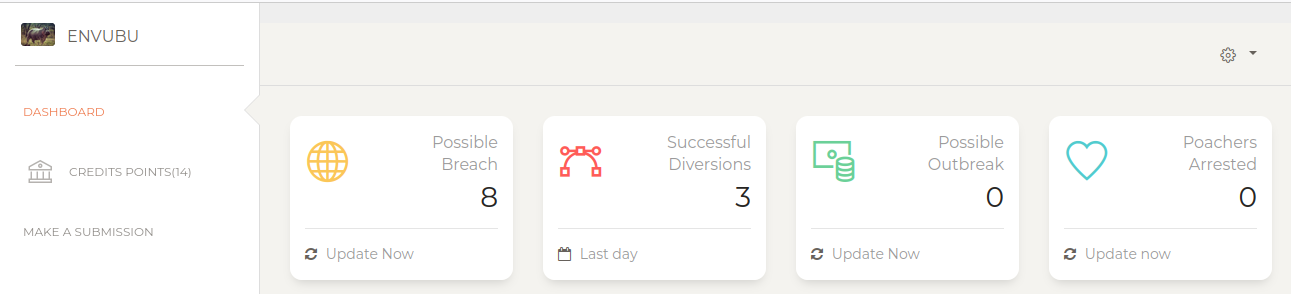 ENVUBU
DASHBOARD
CREDITS POINTS(14)
MAKE A SUBMISSION
Possible
Breach
8
Update Now
Successful
Diversions
3
Last day
Possible
Outbreak
0
Update Now
Poachers
Arrested
0
Update now